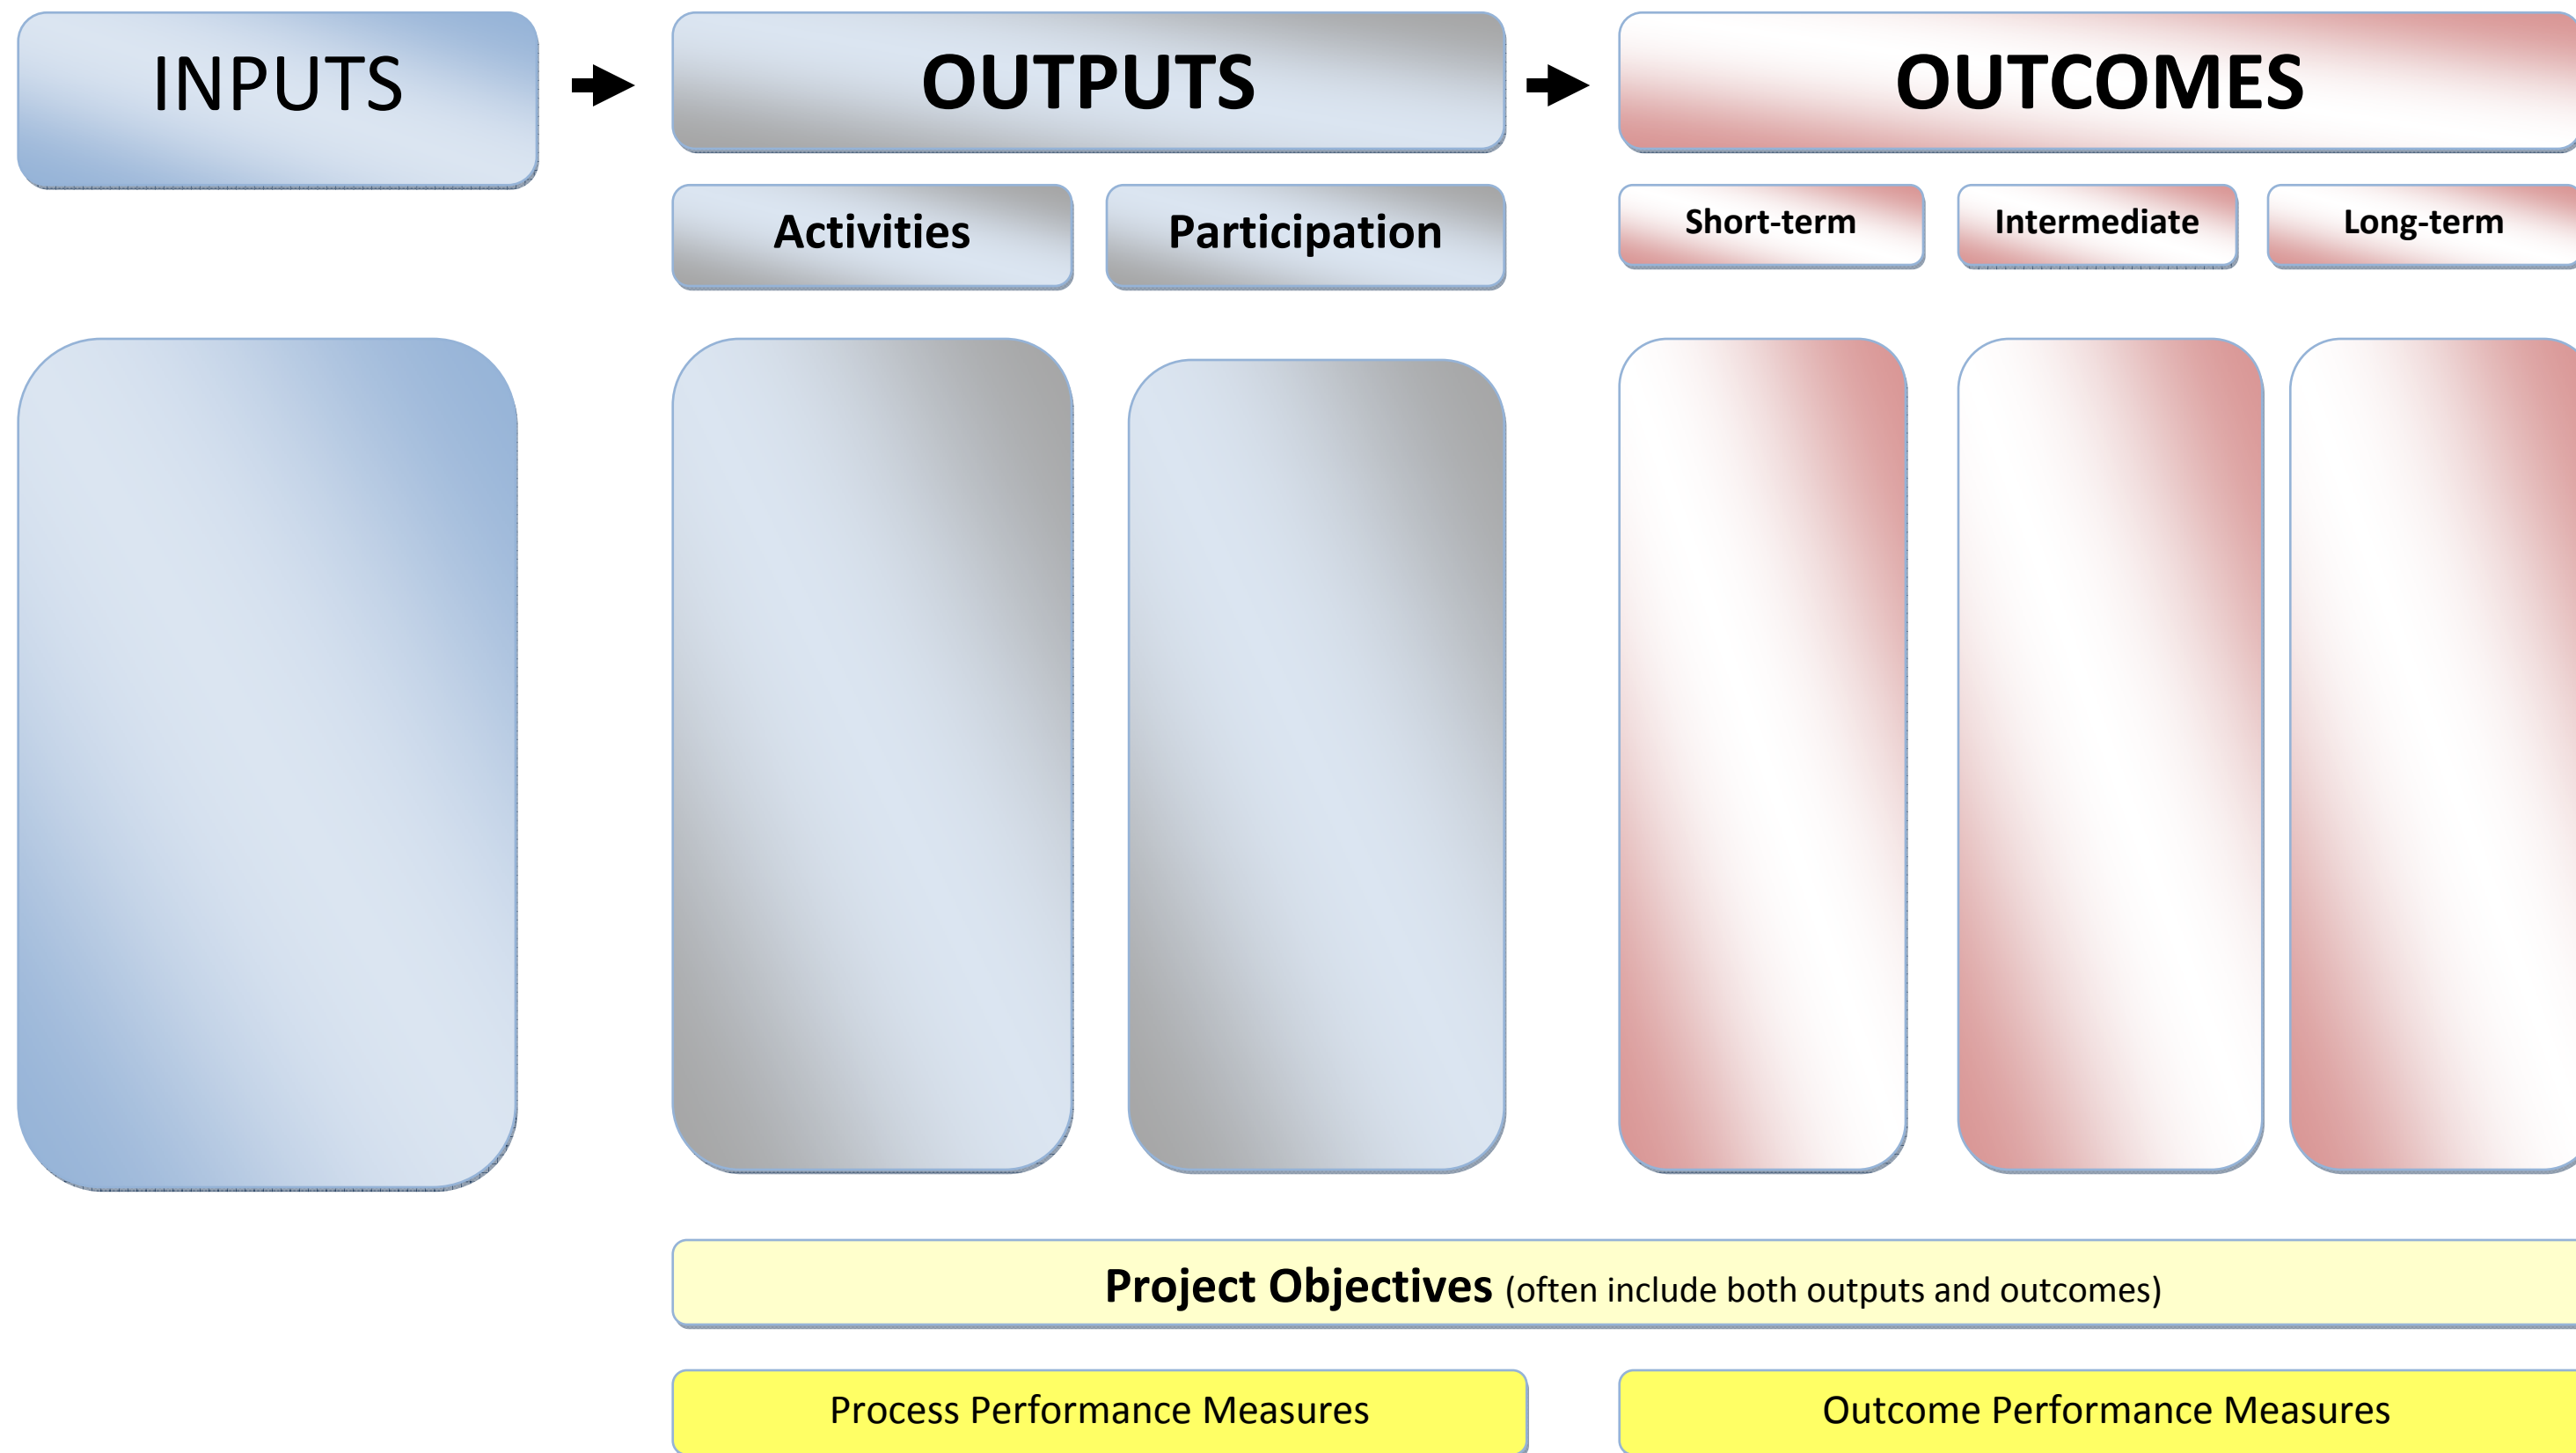 INPUTS
OUTPUTS
OUTCOMES
Activities
Participation
Short-term
Intermediate
Long-term
Project Objectives (often include both outputs and outcomes)
Process Performance Measures
Outcome Performance Measures